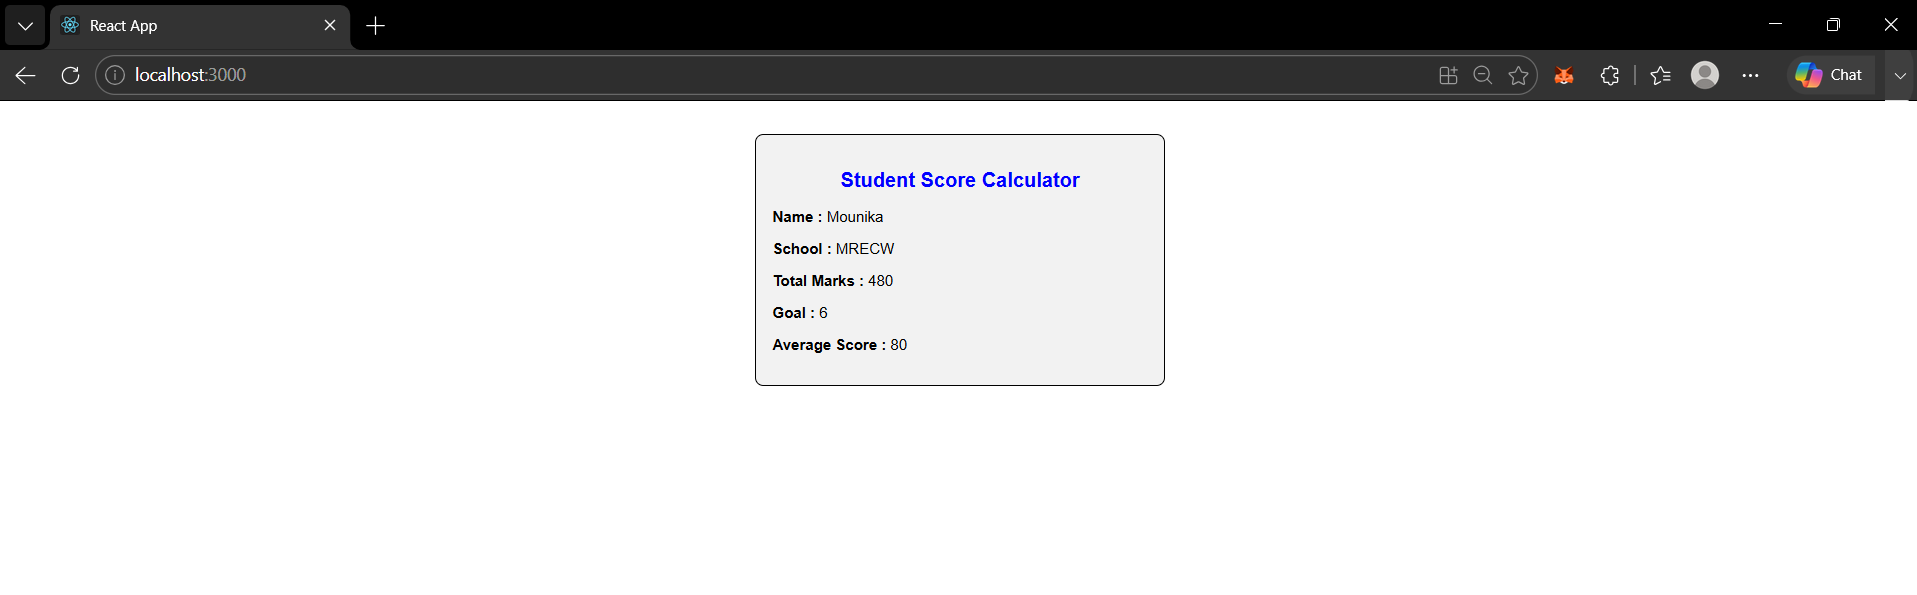 React App
localhost:3000
Chat
Student Score Calculator
Name : Mounika
School : MRECW
Total Marks : 480
Goal : 6
Average Score : 80